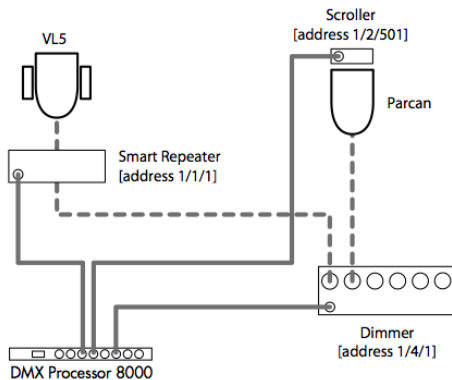 Scroller
[address 1/2/501]
VL5
Parcan
Smart Repeater
[address 1/1/1]
Dimmer
[address 1/4/1]
DMX Processor 8000